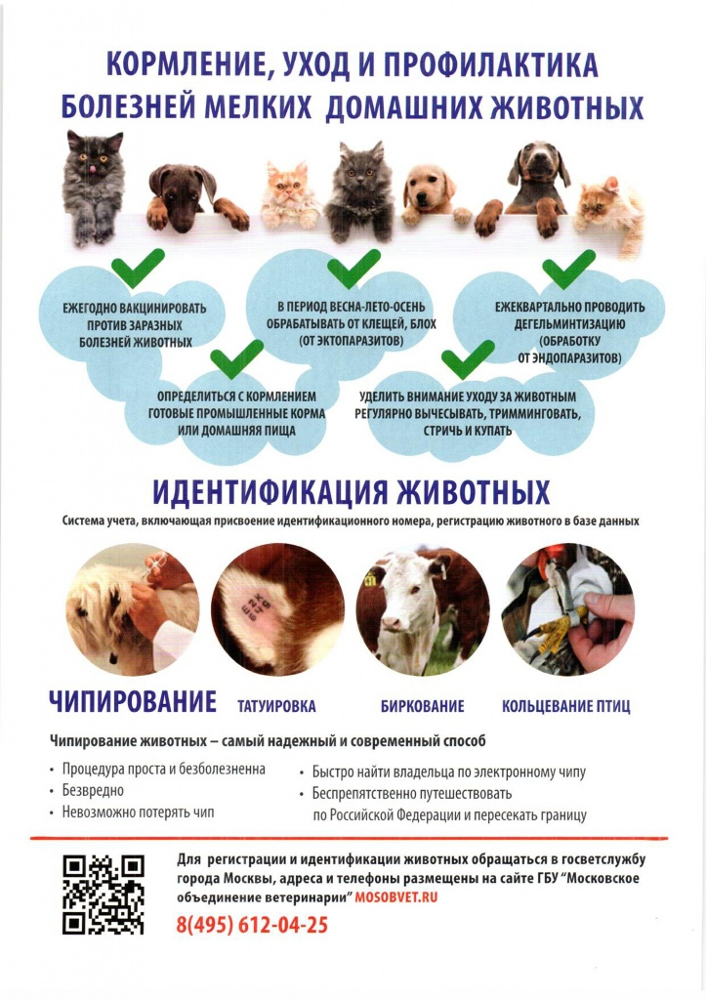 КОРМЛЕНИЕ, УХОД И ПРОФИЛАКТИКА
БОЛЕЗНЕЙ МЕЛКИХ ДОМАШНИХ ЖИВОТНЫХ
ЕЖЕГОДНО ВАКЦИНИРОВАТЬ
ПРОТИВ ЗАРАЗНЫХ
БОЛЕЗНЕЙ ЖИВОТНЫХ
В ПЕРИОД ВЕСНА-ЛЕТО-ОСЕНЬ
ОБРАБАТЫВАТЬ ОТ КЛЕЩЕЙ, БЛОХ
(ОТ ЭКТОПАРАЗИТОВ)
ЕЖЕКВАРТАЛЬНО ПРОВОДИТЬ
ДЕГЕЛЬМИНТИЗАЦИЮ
(ОБРАБОТКУ
ОТ ЭНДОПАРАЗИТОВ)
ОПРЕДЕЛИТЬСЯ С КОРМЛЕНИЕМ
ГОТОВЫЕ ПРОМЫШЛЕННЫЕ КОРМА
ИЛИ ДОМАШНЯЯ ПИЩА
УДЕЛИТЬ ВНИМАНИЕ УХОДУ ЗА ЖИВОТНЫМ
РЕГУЛЯРНО ВЫЧЕСЫВАТЬ, ТРИММИНГОВАТЬ,
СТРИЧЬ И КУПАТЬ
ИДЕНТИФИКАЦИЯ ЖИВОТНЫХ
Система учета, включающая присвоение идентификационного номера, регистрацию животного в базе данных
ЧИПИРОВАНИЕ
ТАТУИРОВКА
БИРКОВАНИЕ
КОЛЬЦЕВАНИЕ ПТИЦ
Чипирование животных – самый надежный и современный способ
• Процедура проста и безболезненна
• Безвредно
• Невозможно потерять чип
• Быстро найти владельца по электронному чипу
• Беспрепятственно путешествовать
по Российской Федерации и пересекать границу
Для регистрации и идентификации животных обращаться в госветслужбу
города Москвы, адреса и телефоны размещены на сайте ГБУ "Московское
объединение ветеринарии" MOSOBVET.RU
8(495) 612-04-25